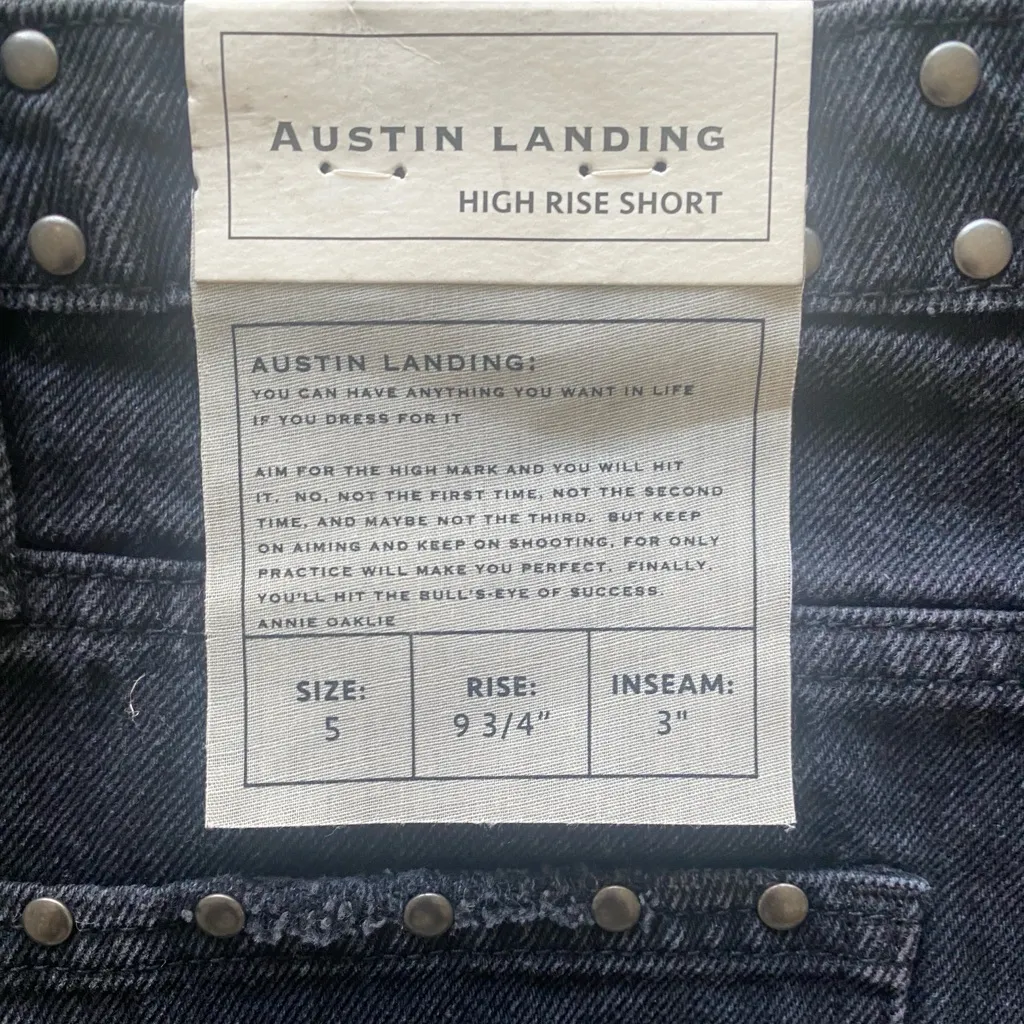 AUSTIN LANDING
HIGH RISE SHORT
AUSTIN LANDING:
YOU CAN HAVE ANYTHING YOU WANT IN LIFE
IF YOU DRESS FOR IT
AIM FOR THE HIGH MARK AND YOU WILL HIT
IT. NO, NOT THE FIRST TIME, NOT THE SECOND
TIME, AND MAYBE NOT THE THIRD. BUT KEEP
ON AIMING AND KEEP ON SHOOTING, FOR ONLY
PRACTICE WILL MAKE YOU PERFECT. FINALLY,
YOU'LL HIT THE BULL'S-EYE OF SUCCESS.
ANNIE OAKLIE
SIZE: RISE: INSEAM:
5 9 3/4" 3"